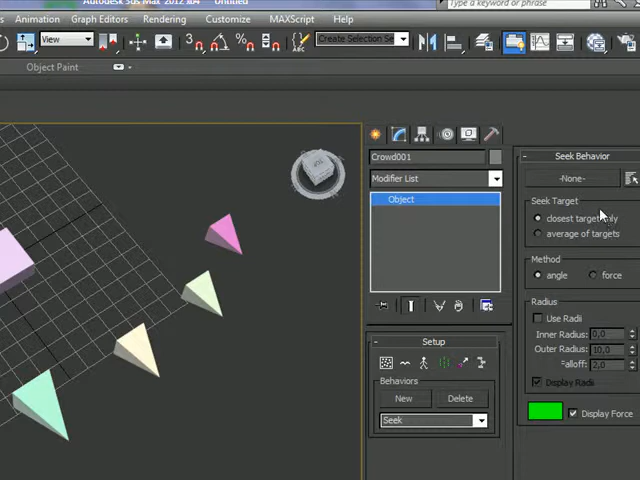 Autodesk 3ds Max 2012 x64 Untitled
Type a keyword or phrase
Animation Graph Editors Rendering Customize MAXScript Help
View 3 % Create Selection Se
Object Paint
TOP
Crowd001
Modifier List
Object
Setup
Behaviors
New Delete
Seek
Seek Behavior
-None-
Seek Target
closest target only
average of targets
Method
angle force
Radius
Use Radii
Inner Radius: 0,0
Outer Radius: 10,0
Falloff: 2,0
Display Radii
Display Force